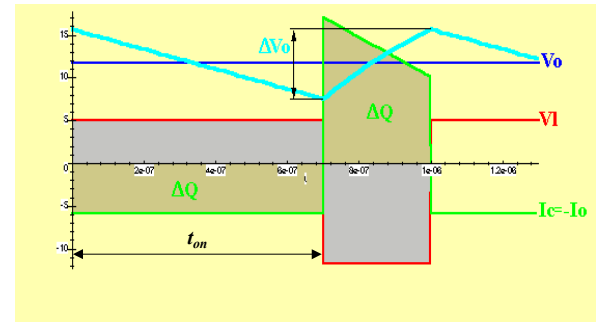 15
ΔVo
Vo
10
ΔQ
5
Vl
0
2e-07
4e-07
6e-07
8e-07
1e-06
1.2e-06
t
ΔQ
-5
Ic=-Io
ton
-10